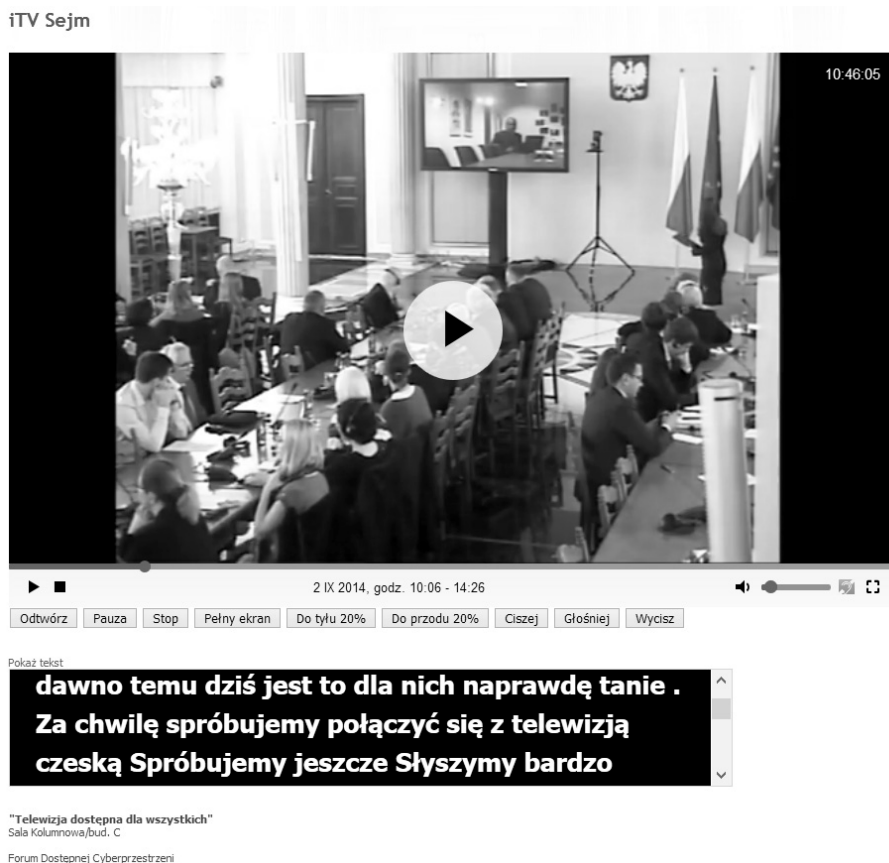 iTV Sejm
10:46:05
2 IX 2014, godz. 10:06 - 14:26
Odtwórz Pauza Stop Pełny ekran Do tyłu 20% Do przodu 20% Ciszej Głośniej Wycisz
Pokaż tekst
dawno temu dziś jest to dla nich naprawdę tanie .
Za chwilę spróbujemy połączyć się z telewizją
czeską Spróbujemy jeszcze Słyszymy bardzo
"Telewizja dostępna dla wszystkich"
Sala Kolumnowa/bud. C
Forum Dostępnej Cyberprzestrzeni